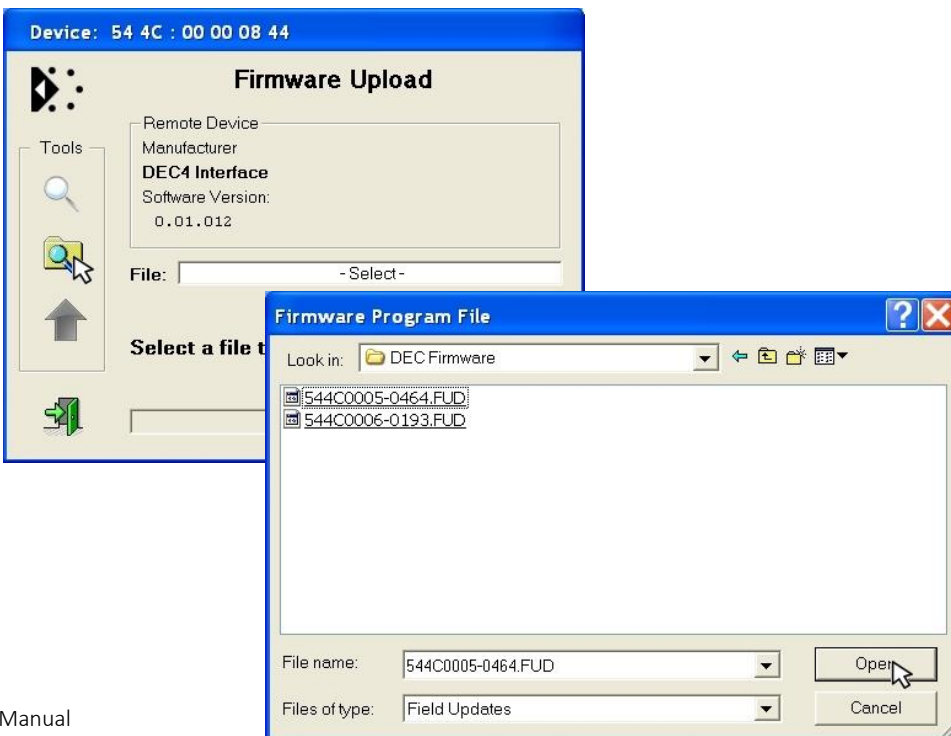 Device: 54 4C : 00 00 08 44
Firmware Upload
Tools
Remote Device
Manufacturer
DEC4 Interface
Software Version:
0.01.012
File: - Select -
Select a file t
Firmware Program File
Look in: DEC Firmware
544C0005-0464.FUD
544C0006-0193.FUD
File name: 544C0005-0464.FUD
Open
Files of type: Field Updates
Cancel
Manual